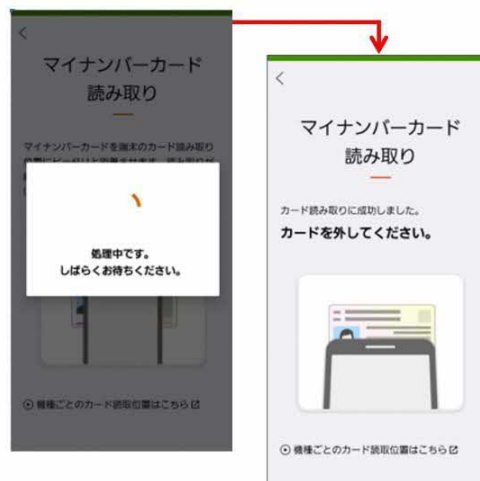 マイナンバーカード
読み取り
マイナンバーカードを端末のカード読み取り
処理中です。
しばらくお待ちください。
機種ごとのカード読取位置はこちら
マイナンバーカード
読み取り
カード読み取りに成功しました。
カードを外してください。
機種ごとのカード読取位置はこちら